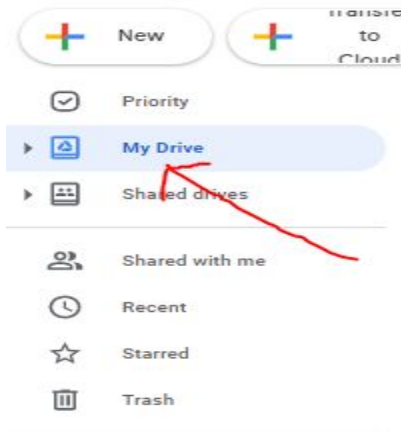 New
to
Priority
My Drive
Shared drives
Shared with me
Recent
Starred
Trash